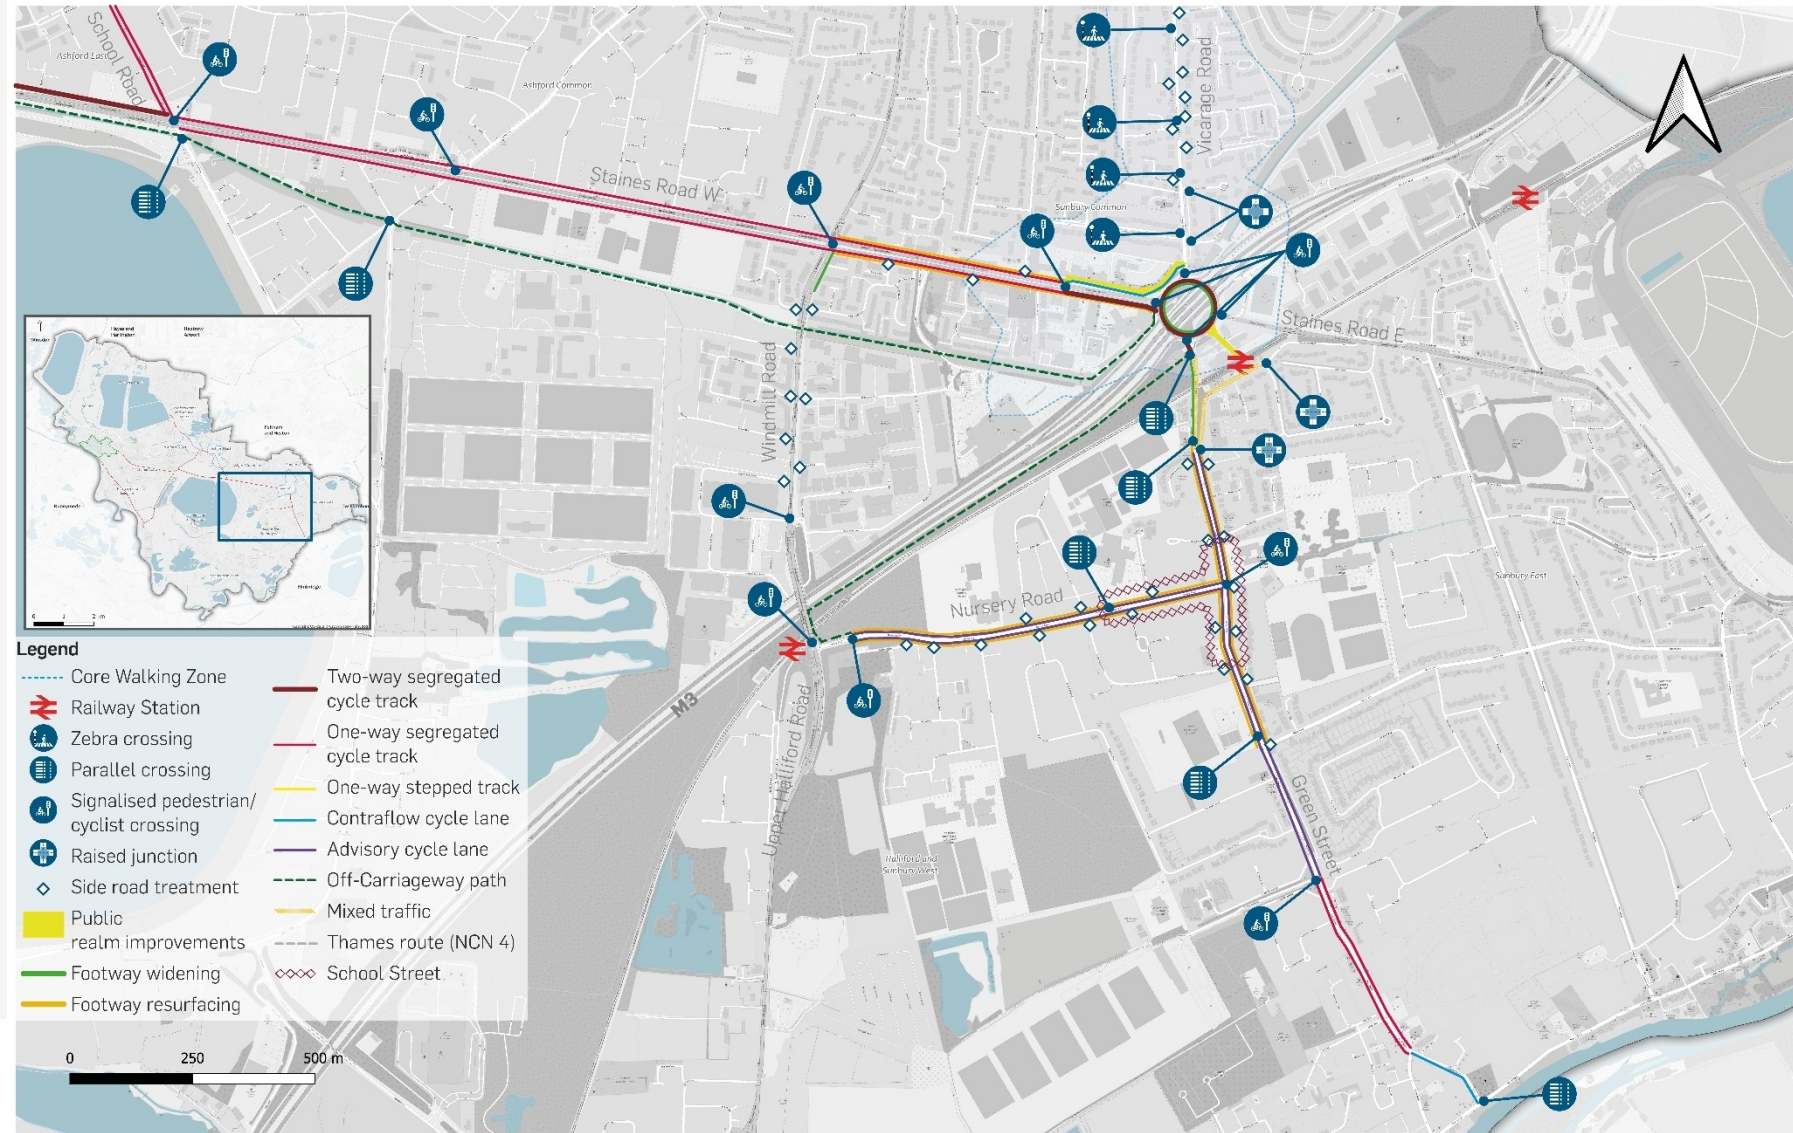 School Road
Ashford East
Ashford Common
Vicarage Road
Staines Road W
Sunbury Common
Staines Road E
Windmill Road
Nursery Road
Sunbury East
M3
Upper Halliford Road
Halliford and
Sunbury West
Green Street
Legend
Core Walking Zone
Railway Station
Zebra crossing
Parallel crossing
Signalised pedestrian/
cyclist crossing
Raised junction
Side road treatment
Public
realm improvements
Footway widening
Footway resurfacing
Two-way segregated
cycle track
One-way segregated
cycle track
One-way stepped track
Contraflow cycle lane
Advisory cycle lane
Off-Carriageway path
Mixed traffic
Thames route (NCN 4)
School Street
0 250 500 m